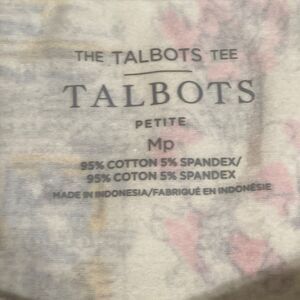 THE TALBOTS TEE
TALBOTS
PETITE
Mp
95% COTTON 5% SPANDEX/
95% COTON 5% SPANDEX
MADE IN INDONESIA/FABRIQUÉ EN INDONÉSIE